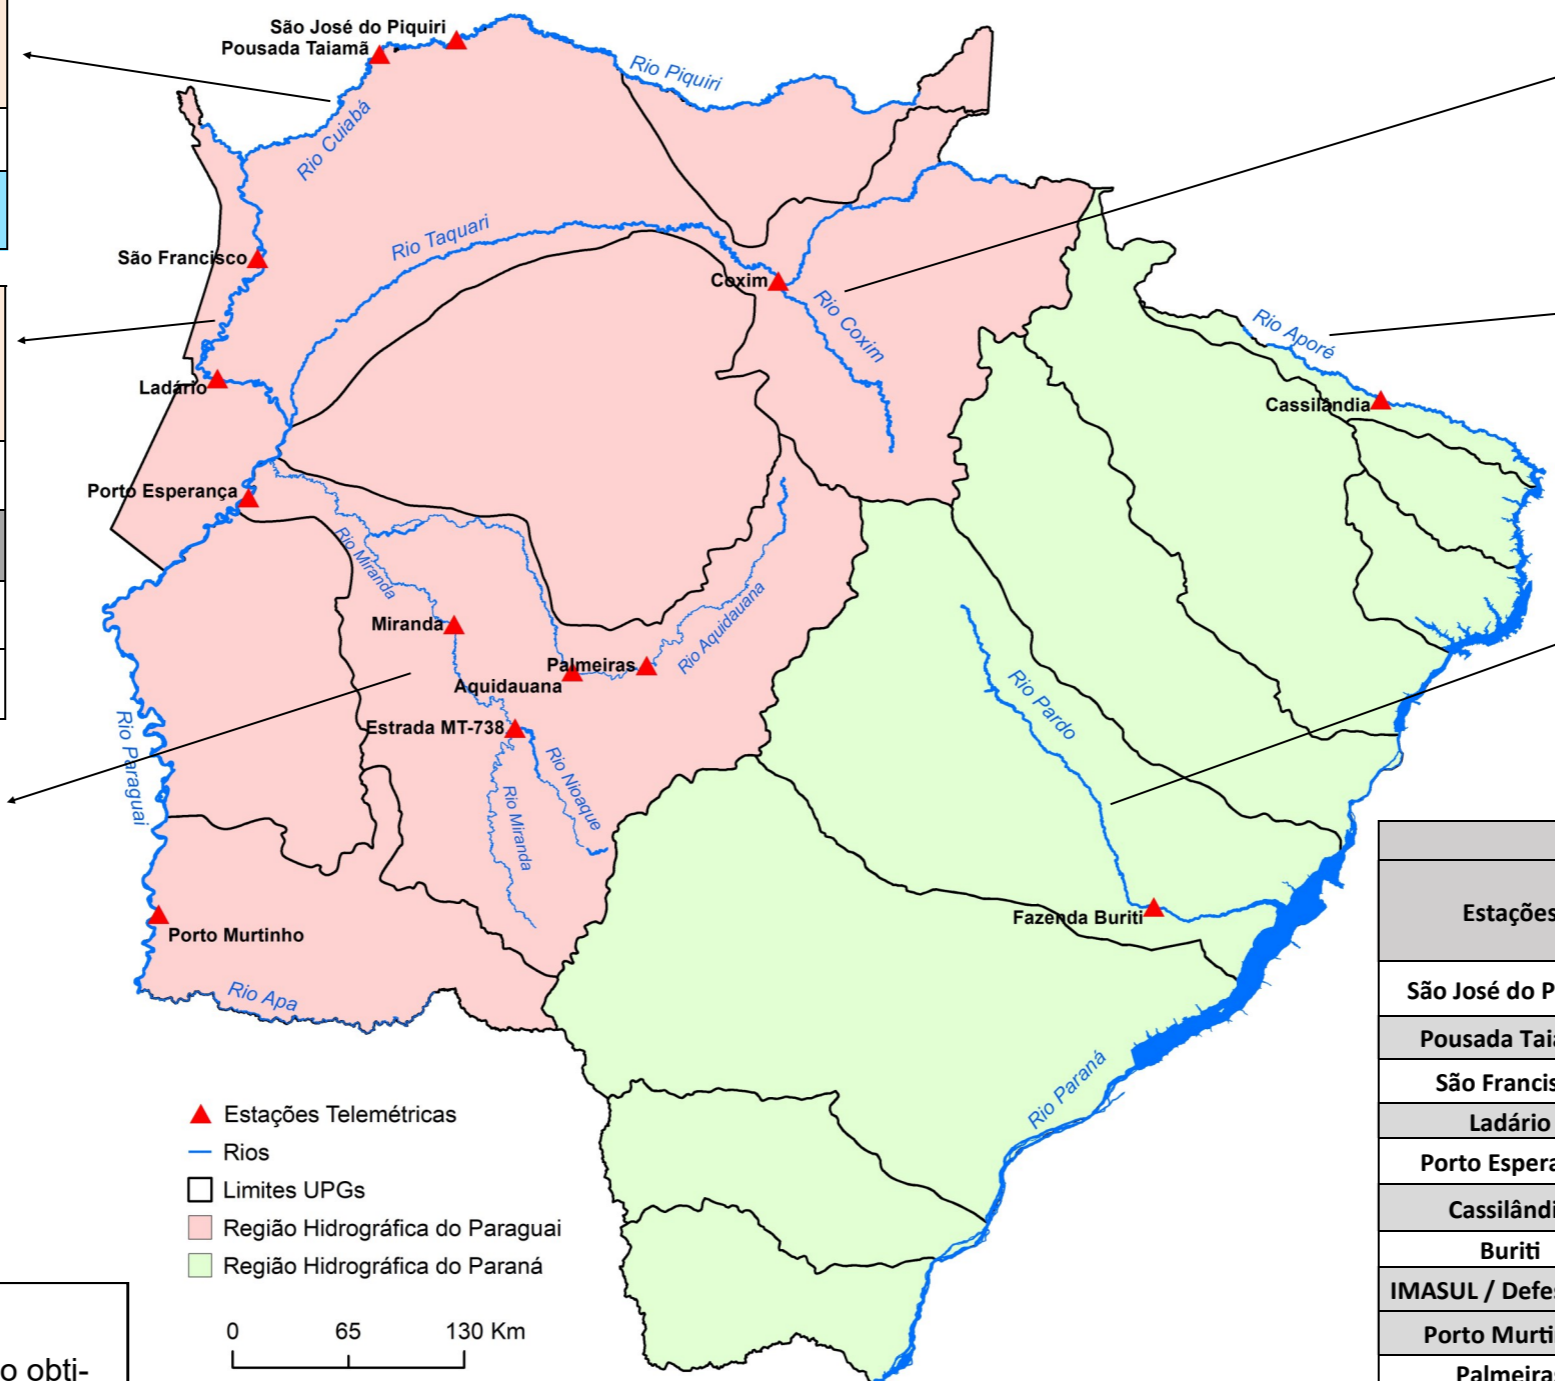 São José do Piquiri
Pousada Taiamã
Rio Piquiri
Rio Cuiabá
São Francisco
Rio Taquari
Coxim
Rio Coxim
Rio Aporé
Ladário
Cassilândia
Porto Esperança
Rio Miranda
Miranda
Rio Aquidauana
Palmeiras
Aquidauana
Rio Pardo
Estrada MT-738
Rio Paraguai
Rio Nioaque
Rio Miranda
Fazenda Buriti
Porto Murtinho
Rio Apa
Rio Paraná
Estações Telemétricas
Rios
Limites UPGs
Região Hidrográfica do Paraguai
Região Hidrográfica do Paraná
0 65 130 Km
o obti-
Estações
São José do P
Pousada Taia
São Francis
Ladário
Porto Espera
Cassilândi
Buriti
IMASUL / Defes
Porto Murti
Palmeiras